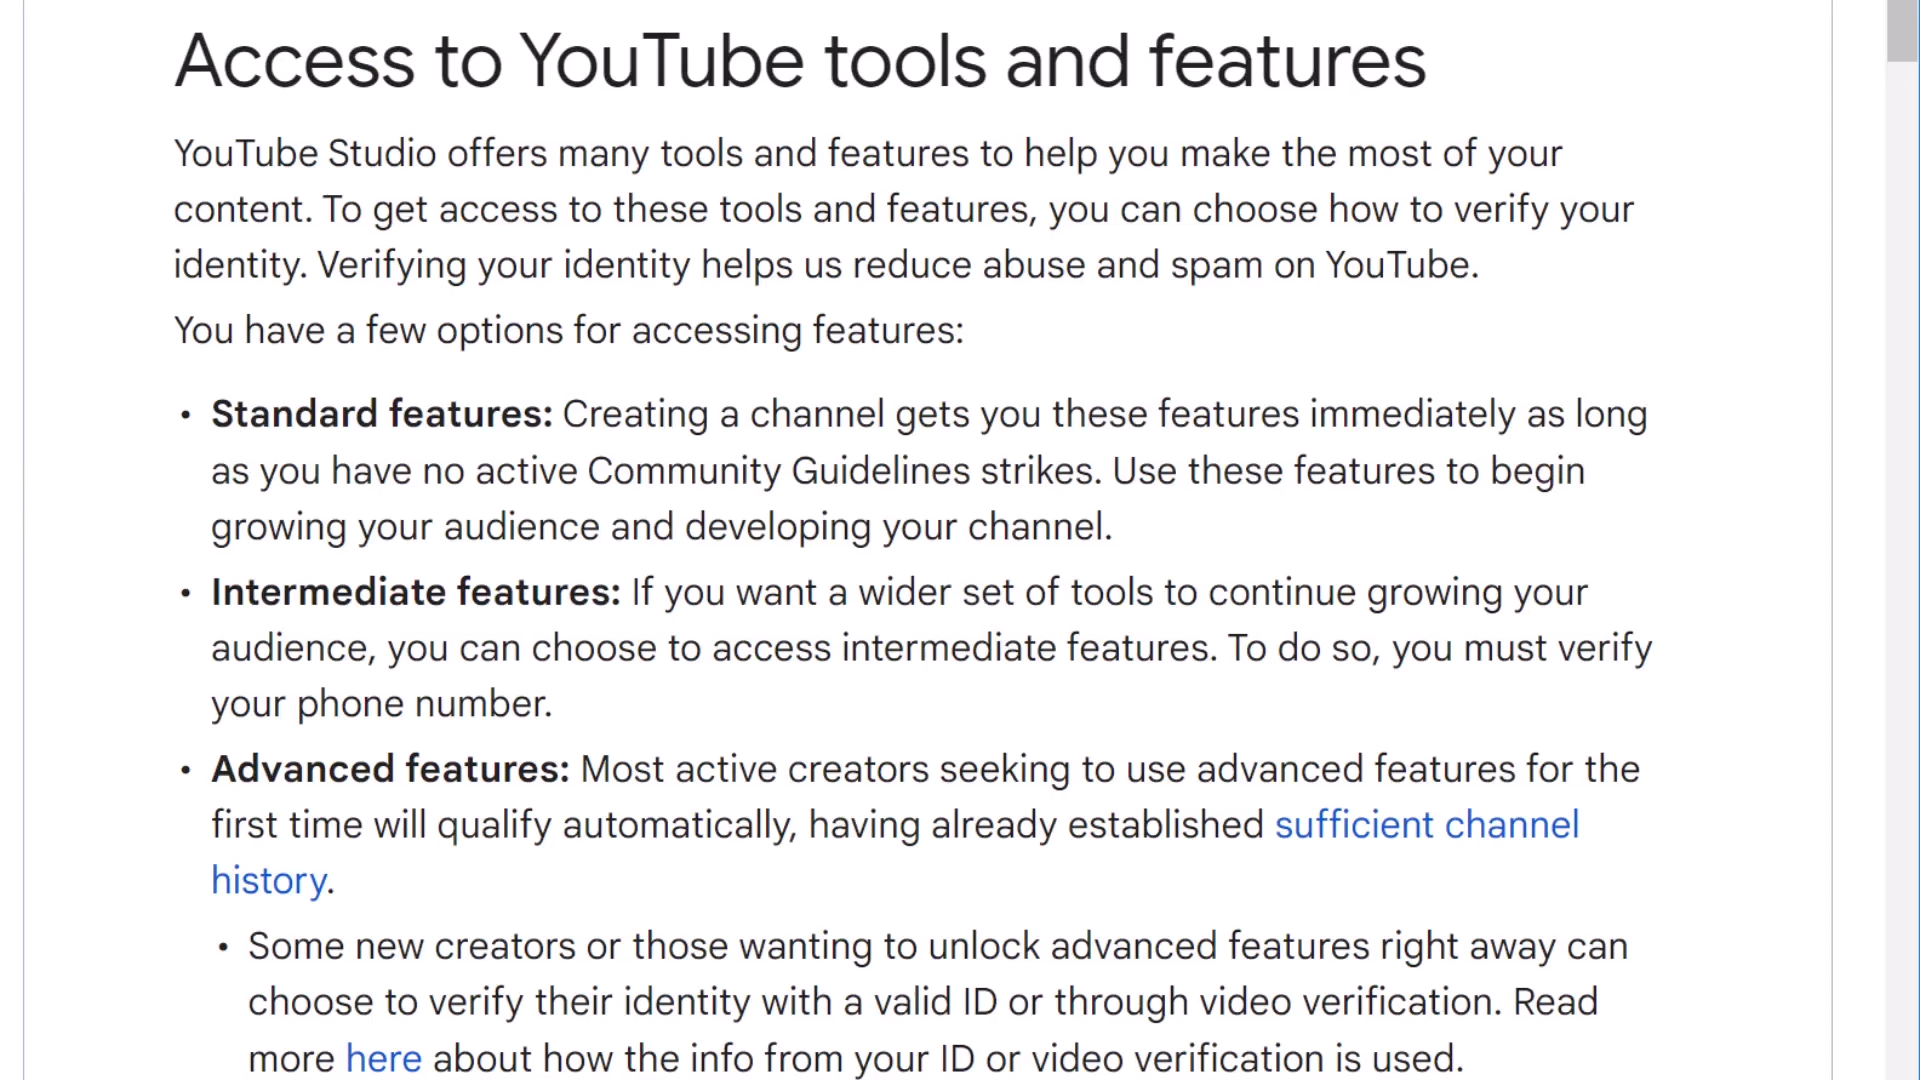 Access to YouTube tools and features
YouTube Studio offers many tools and features to help you make the most of your
content. To get access to these tools and features, you can choose how to verify your
identity. Verifying your identity helps us reduce abuse and spam on YouTube.
You have a few options for accessing features:
• Standard features: Creating a channel gets you these features immediately as long
as you have no active Community Guidelines strikes. Use these features to begin
growing your audience and developing your channel.
• Intermediate features: If you want a wider set of tools to continue growing your
audience, you can choose to access intermediate features. To do so, you must verify
your phone number.
• Advanced features: Most active creators seeking to use advanced features for the
first time will qualify automatically, having already established sufficient channel
history.
• Some new creators or those wanting to unlock advanced features right away can
choose to verify their identity with a valid ID or through video verification. Read
more here about how the info from your ID or video verification is used.